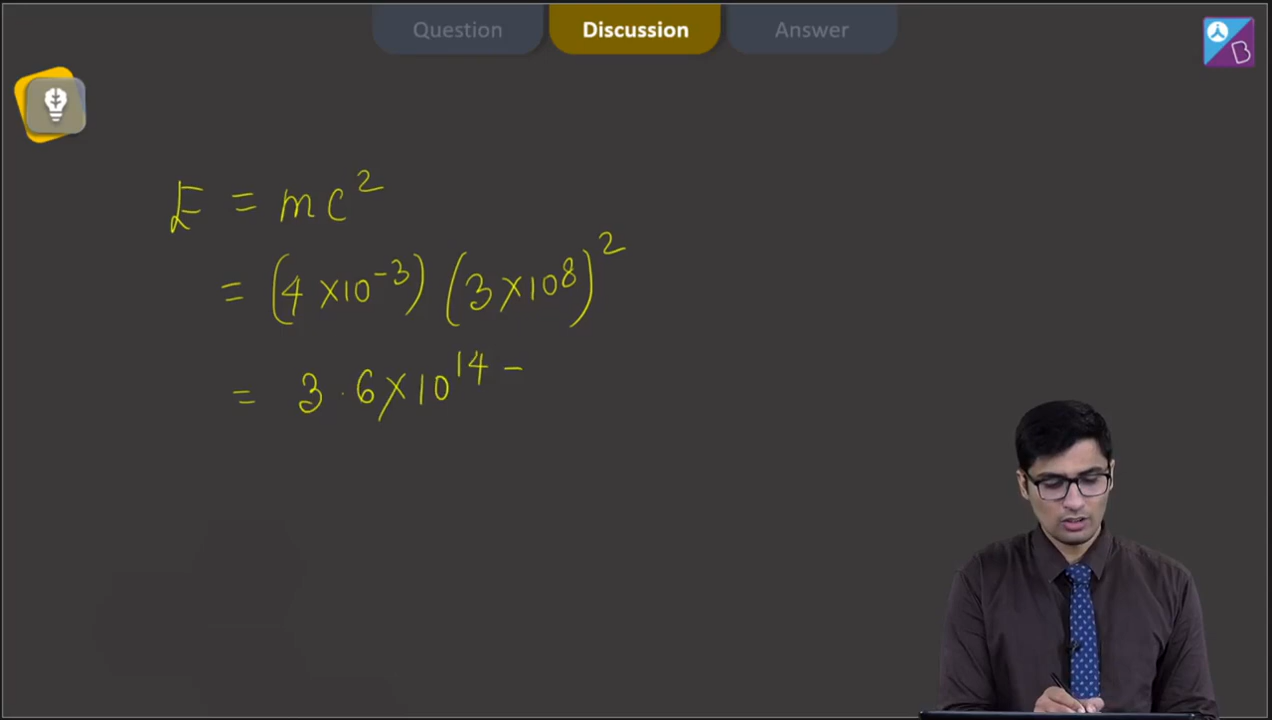 Question Discussion Answer
B
E = mc²
= (4 ×10⁻³) (3×10⁸)²
= 3.6×10¹⁴